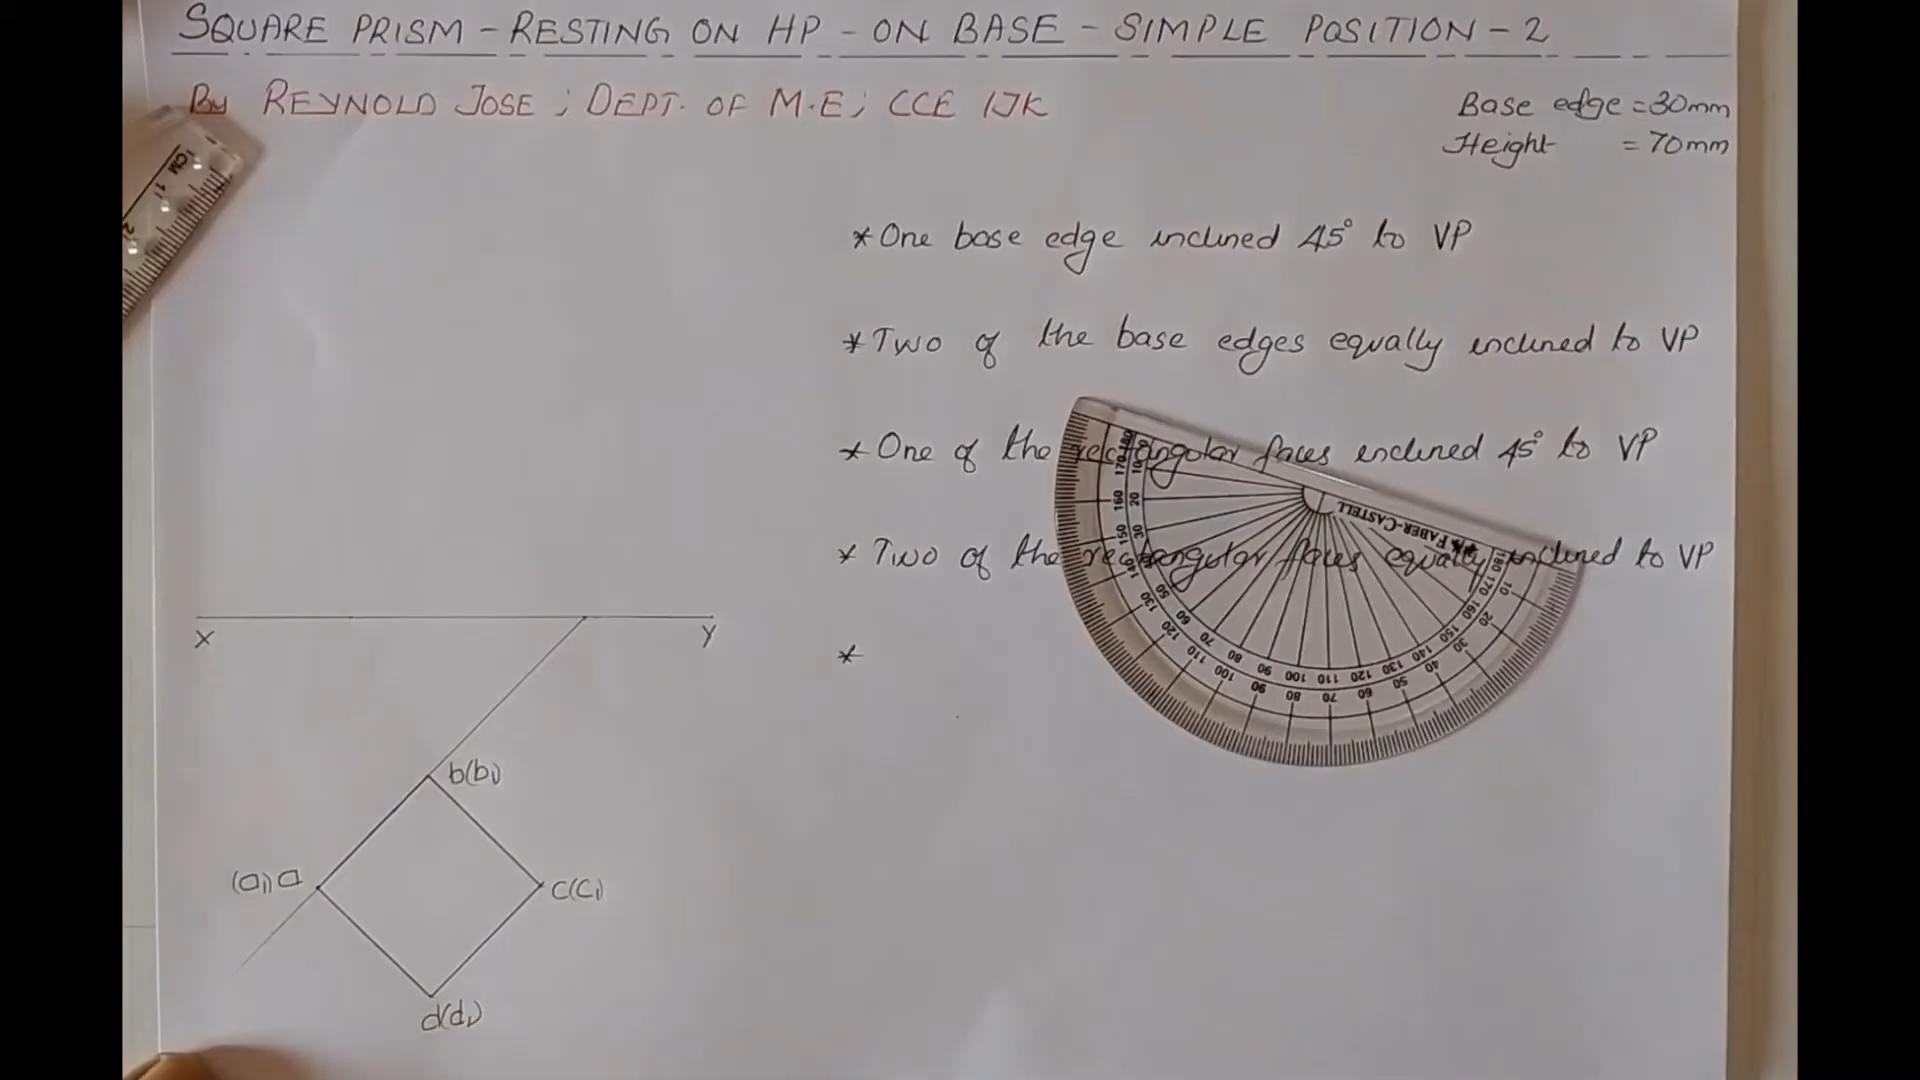 SQUARE PRISM - RESTING ON HP - ON BASE - SIMPLE POSITION - 2
By REYNOLD JOSE ; DEPT. OF M.E ; CCE IJK
Base edge = 30mm
Height = 70mm
* One base edge inclined 45° to VP
* Two of the base edges equally inclined to VP
* One of the rectangular faces inclined 45° to VP
* Two of the rectangular faces equally inclined to VP
*
X Y
b(b₁)
(a₁)a
c(c₁)
d(d₁)
CM 1
2
FABER-CASTELL